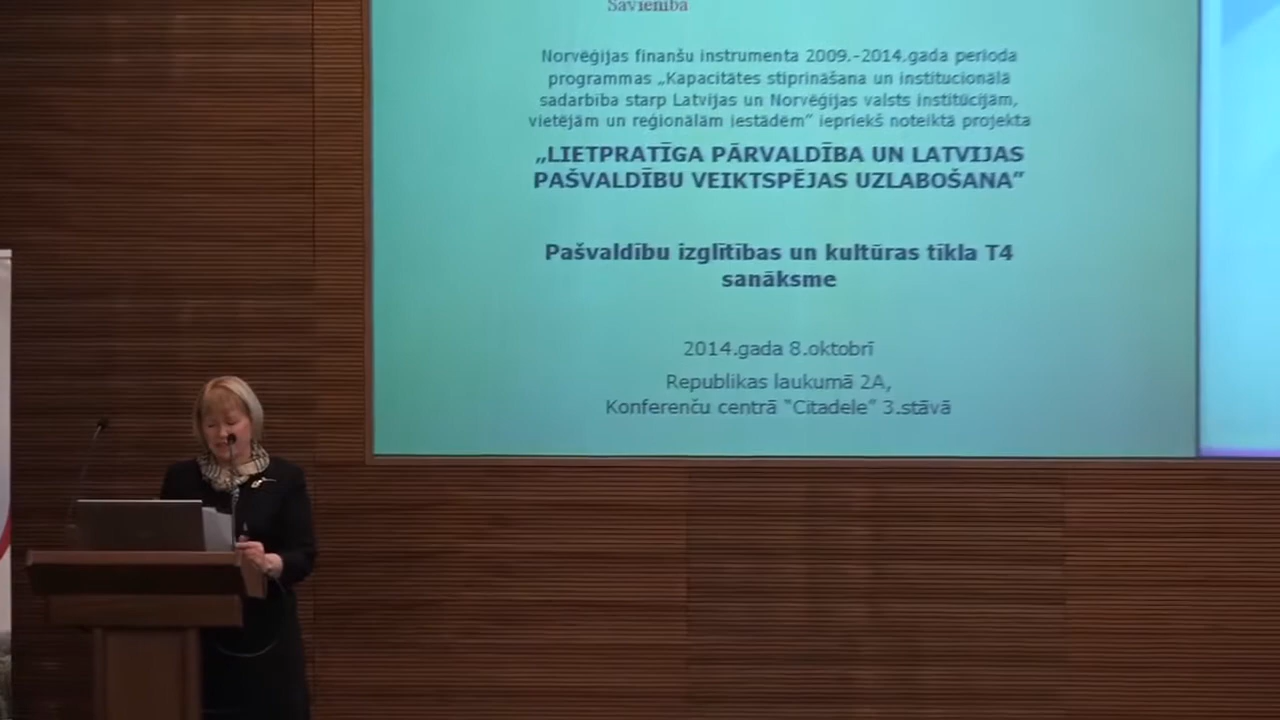 Savienība
Norvēģijas finanšu instrumenta 2009.-2014.gada perioda
programmas „Kapacitātes stiprināšana un institucionālā
sadarbība starp Latvijas un Norvēģijas valsts institūcijām,
vietējām un reģionālām iestādēm” iepriekš noteiktā projekta
„LIETPRATĪGA PĀRVALDĪBA UN LATVIJAS
PAŠVALDĪBU VEIKTSPĒJAS UZLABOŠANA”
Pašvaldību izglītības un kultūras tīkla T4
sanāksme
2014.gada 8.oktobrī
Republikas laukumā 2A,
Konferenču centrā “Citadele” 3.stāvā